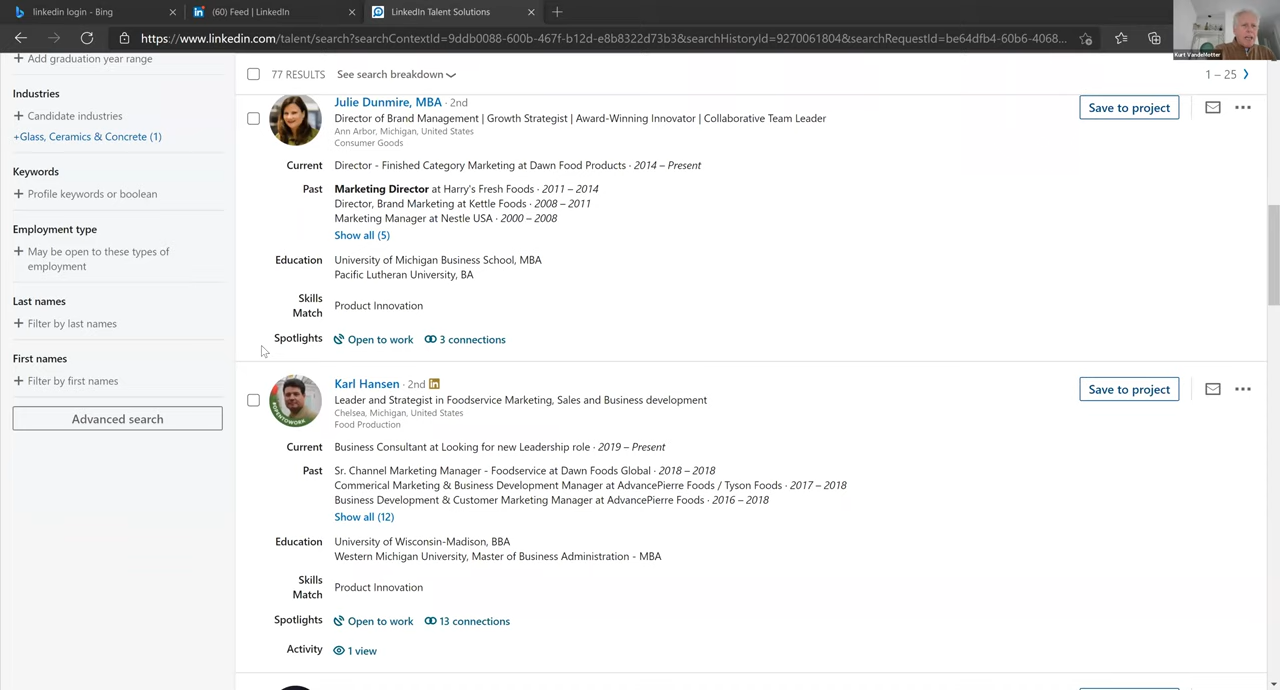 linkedin login - Bing
(60) Feed | LinkedIn
LinkedIn Talent Solutions
https://www.linkedin.com/talent/search?searchContextId=9ddb0088-600b-467f-b12d-e8b8322d73b3&searchHistoryId=9270061804&searchRequestId=be64dfb4-60b6-4068...
Kurt VandeMotter
Add graduation year range
Industries
+ Candidate industries
+Glass, Ceramics & Concrete (1)
Keywords
+ Profile keywords or boolean
Employment type
+ May be open to these types of
employment
Last names
+ Filter by last names
First names
+ Filter by first names
Advanced search
77 RESULTS See search breakdown
1 – 25
Julie Dunmire, MBA · 2nd
Director of Brand Management | Growth Strategist | Award-Winning Innovator | Collaborative Team Leader
Ann Arbor, Michigan, United States
Consumer Goods
Save to project
Current Director - Finished Category Marketing at Dawn Food Products · 2014 – Present
Past Marketing Director at Harry's Fresh Foods · 2011 – 2014
Director, Brand Marketing at Kettle Foods · 2008 – 2011
Marketing Manager at Nestle USA · 2000 – 2008
Show all (5)
Education University of Michigan Business School, MBA
Pacific Lutheran University, BA
Skills
Match Product Innovation
Spotlights Open to work 3 connections
Karl Hansen · 2nd in
Leader and Strategist in Foodservice Marketing, Sales and Business development
Chelsea, Michigan, United States
Food Production
Save to project
#OPENTOWORK
Current Business Consultant at Looking for new Leadership role · 2019 – Present
Past Sr. Channel Marketing Manager - Foodservice at Dawn Foods Global · 2018 – 2018
Commerical Marketing & Business Development Manager at AdvancePierre Foods / Tyson Foods · 2017 – 2018
Business Development & Customer Marketing Manager at AdvancePierre Foods · 2016 – 2018
Show all (12)
Education University of Wisconsin-Madison, BBA
Western Michigan University, Master of Business Administration - MBA
Skills
Match Product Innovation
Spotlights Open to work 13 connections
Activity 1 view